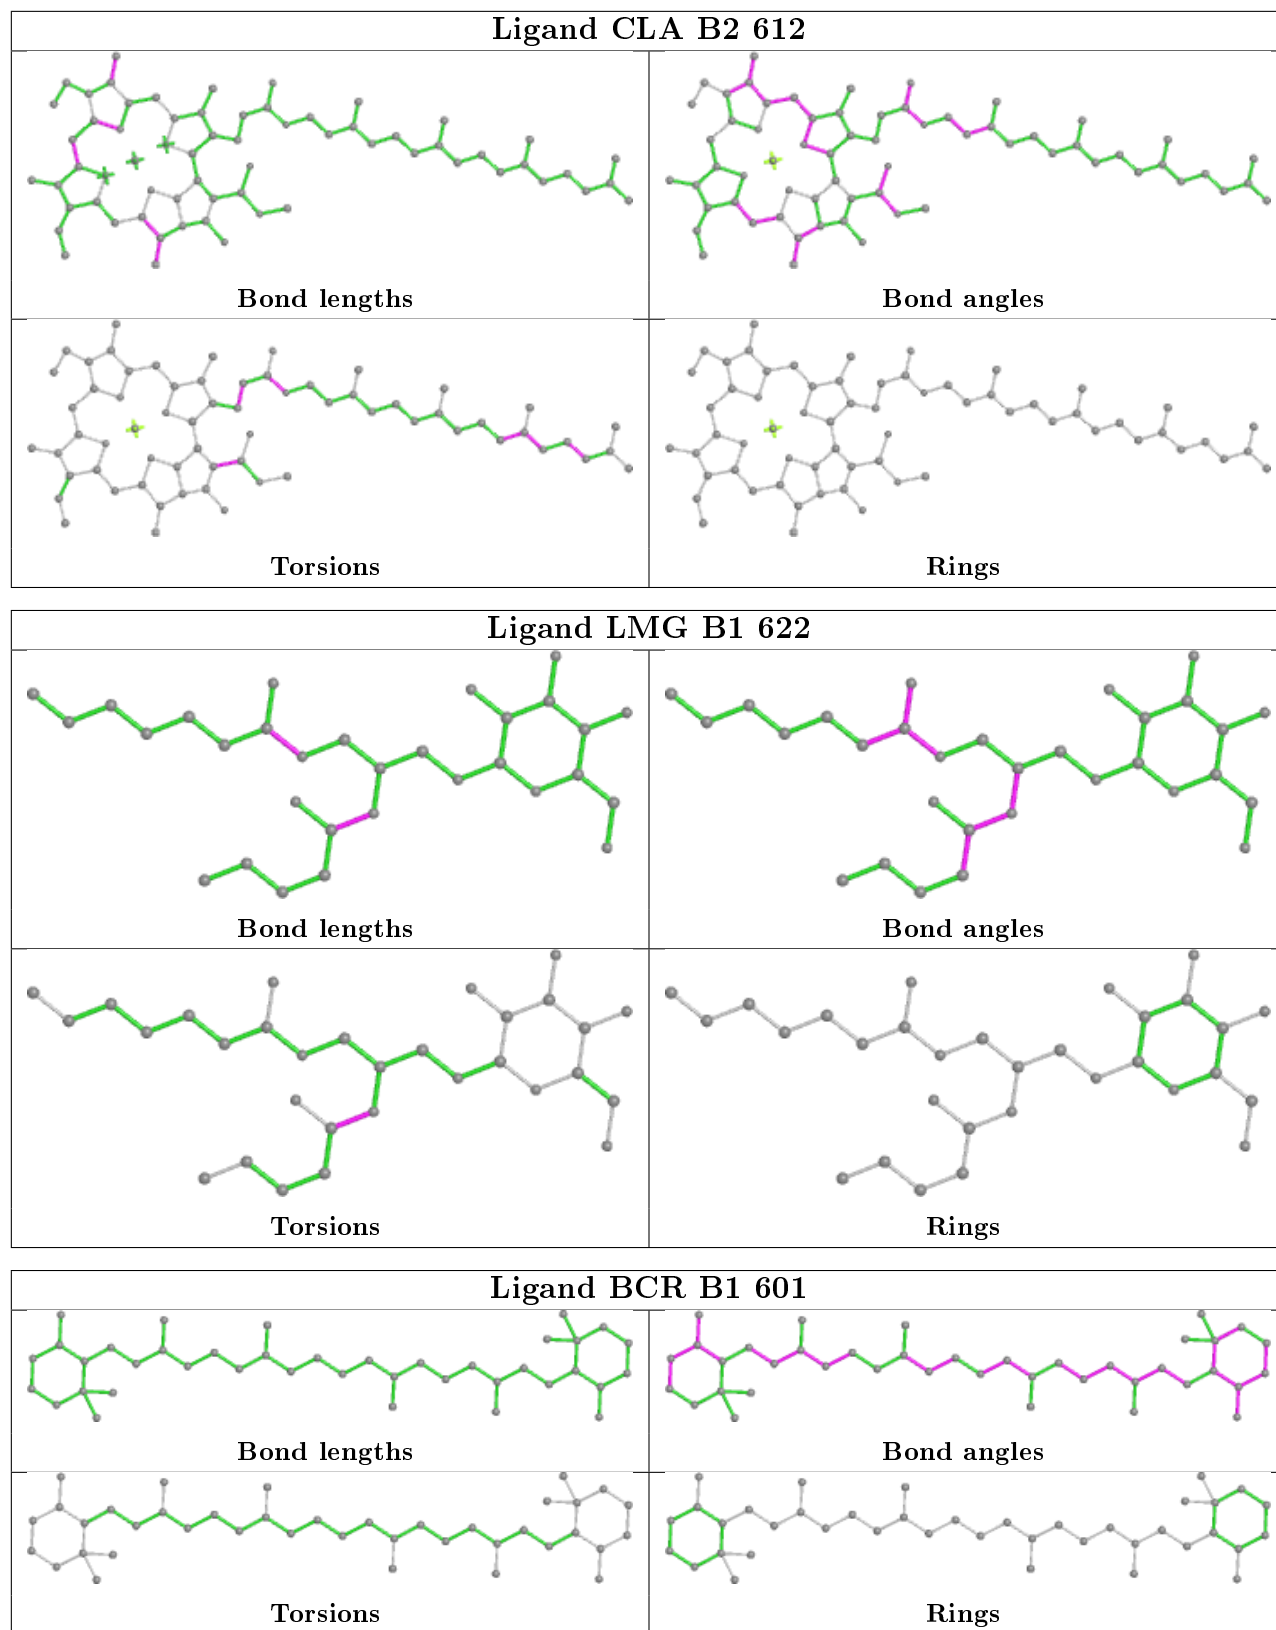 Ligand CLA B2 612
Bond lengths
Bond angles
Torsions
Rings
Ligand LMG B1 622
Bond lengths
Bond angles
Torsions
Rings
Ligand BCR B1 601
Bond lengths
Bond angles
Torsions
Rings